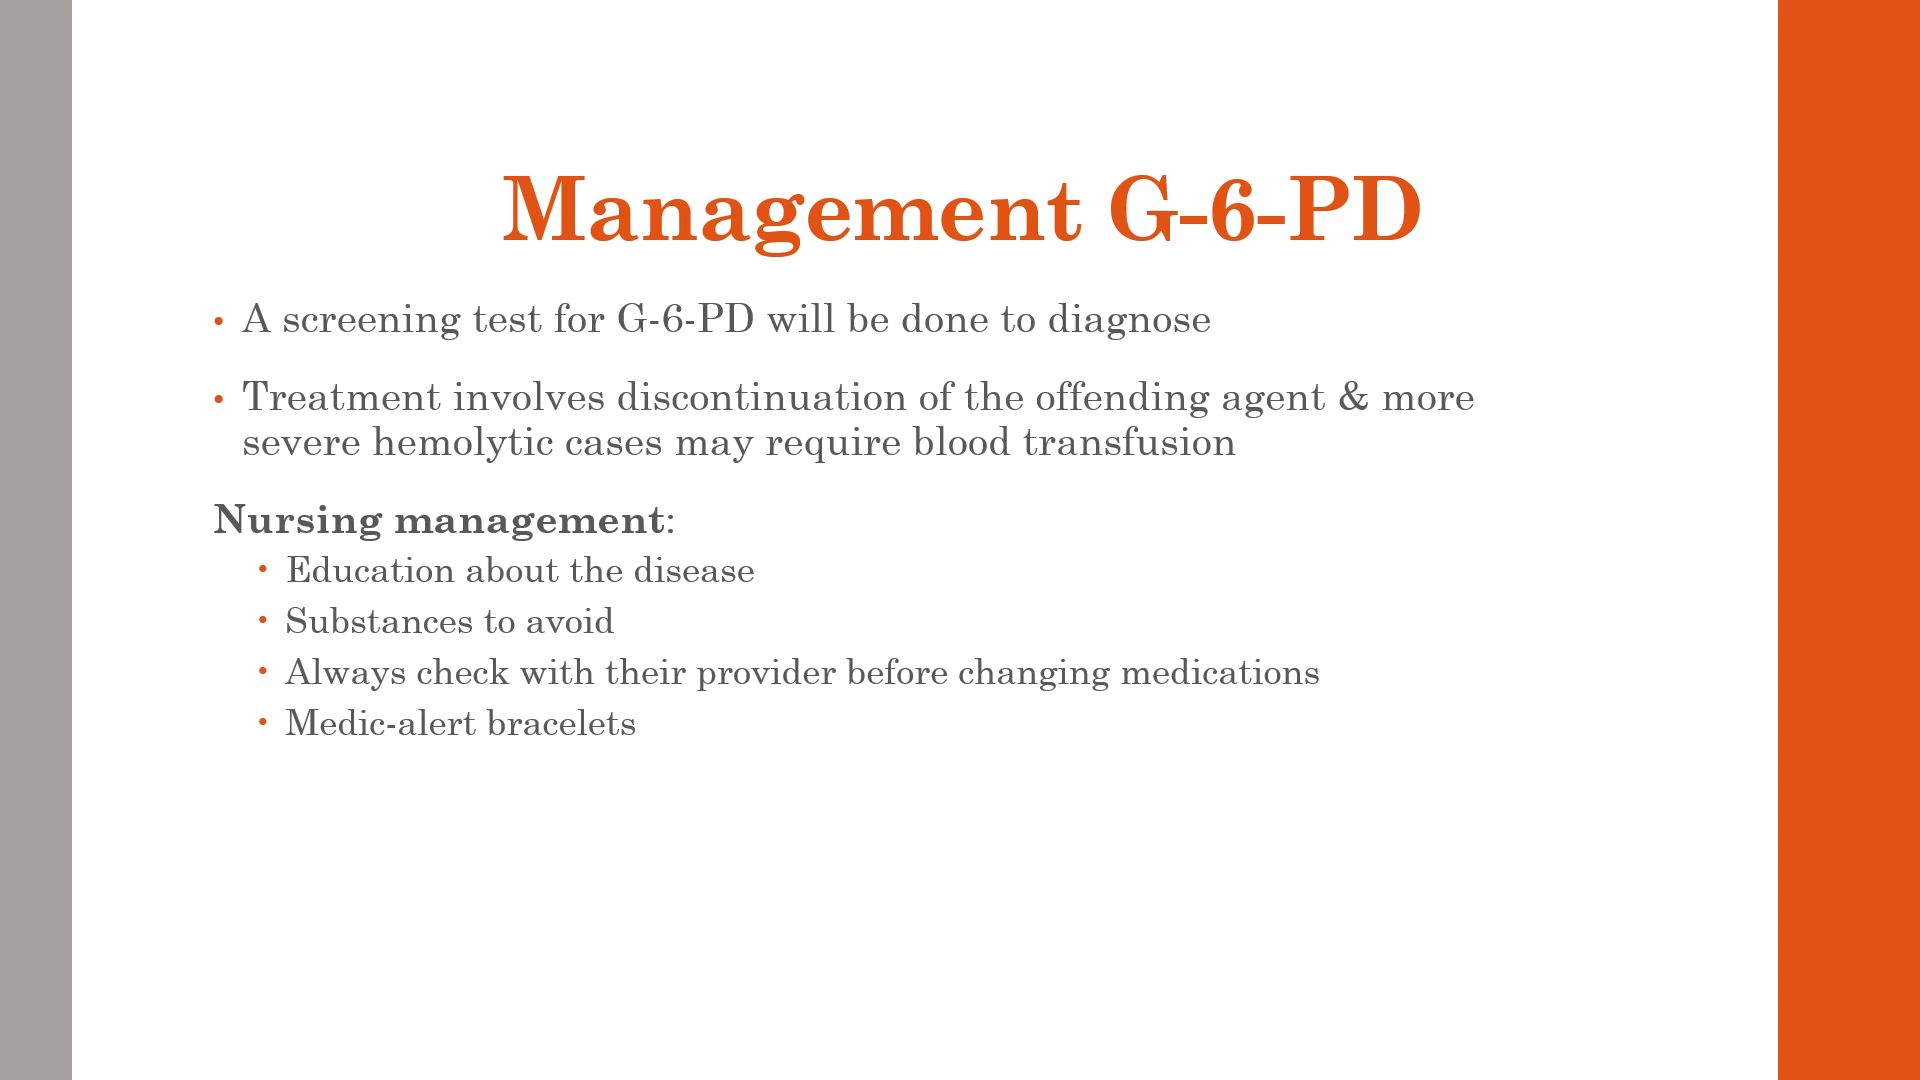 Management G-6-PD
• A screening test for G-6-PD will be done to diagnose
• Treatment involves discontinuation of the offending agent & more
severe hemolytic cases may require blood transfusion
Nursing management:
• Education about the disease
• Substances to avoid
• Always check with their provider before changing medications
• Medic-alert bracelets